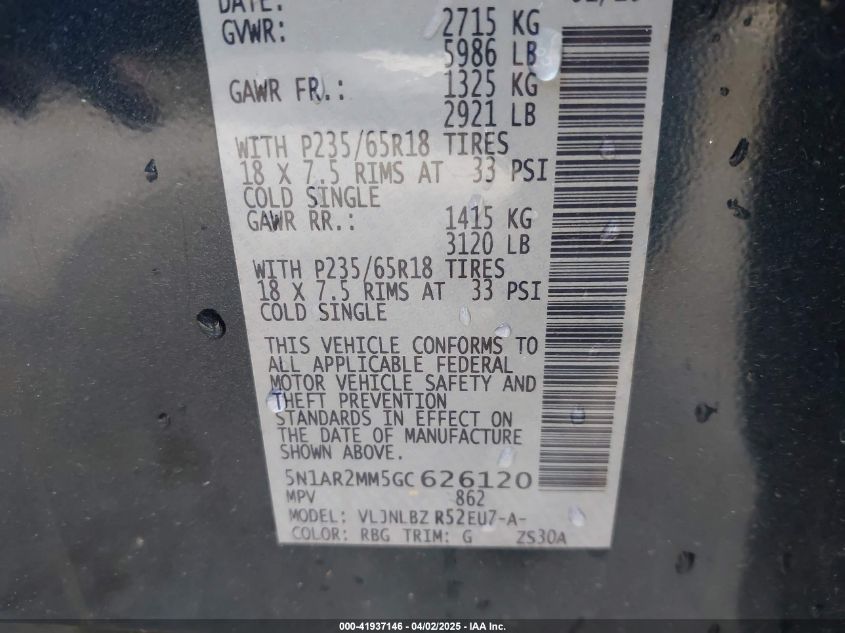 DATE:
GVWR: 2715 KG
5986 LB
GAWR FR.: 1325 KG
2921 LB
WITH P235/65R18 TIRES
18 X 7.5 RIMS AT 33 PSI
COLD SINGLE
GAWR RR.: 1415 KG
3120 LB
WITH P235/65R18 TIRES
18 X 7.5 RIMS AT 33 PSI
COLD SINGLE
THIS VEHICLE CONFORMS TO
ALL APPLICABLE FEDERAL
MOTOR VEHICLE SAFETY AND
THEFT PREVENTION
STANDARDS IN EFFECT ON
THE DATE OF MANUFACTURE
SHOWN ABOVE.
5N1AR2MM5GC626120
MPV 862
MODEL: VLJNLBZ R52EU7-A-
COLOR: RBG TRIM: G ZS30A
000-41937146 - 04/02/2025 - IAA Inc.